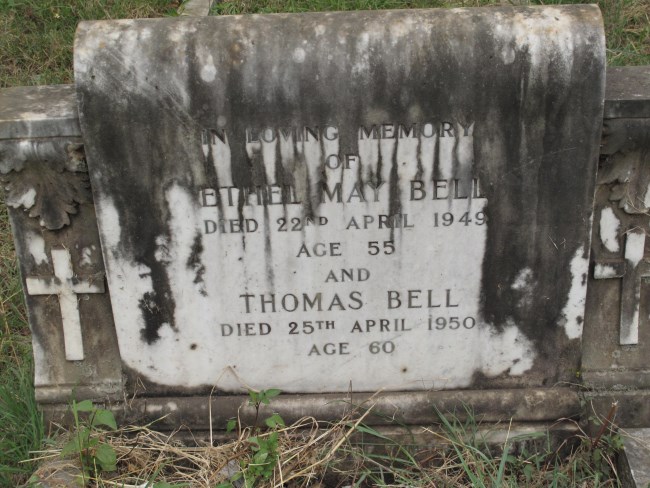 IN LOVING MEMORY
OF
ETHEL MAY BELL
DIED 22ND APRIL 1949
AGE 55
AND
THOMAS BELL
DIED 25TH APRIL 1950
AGE 60